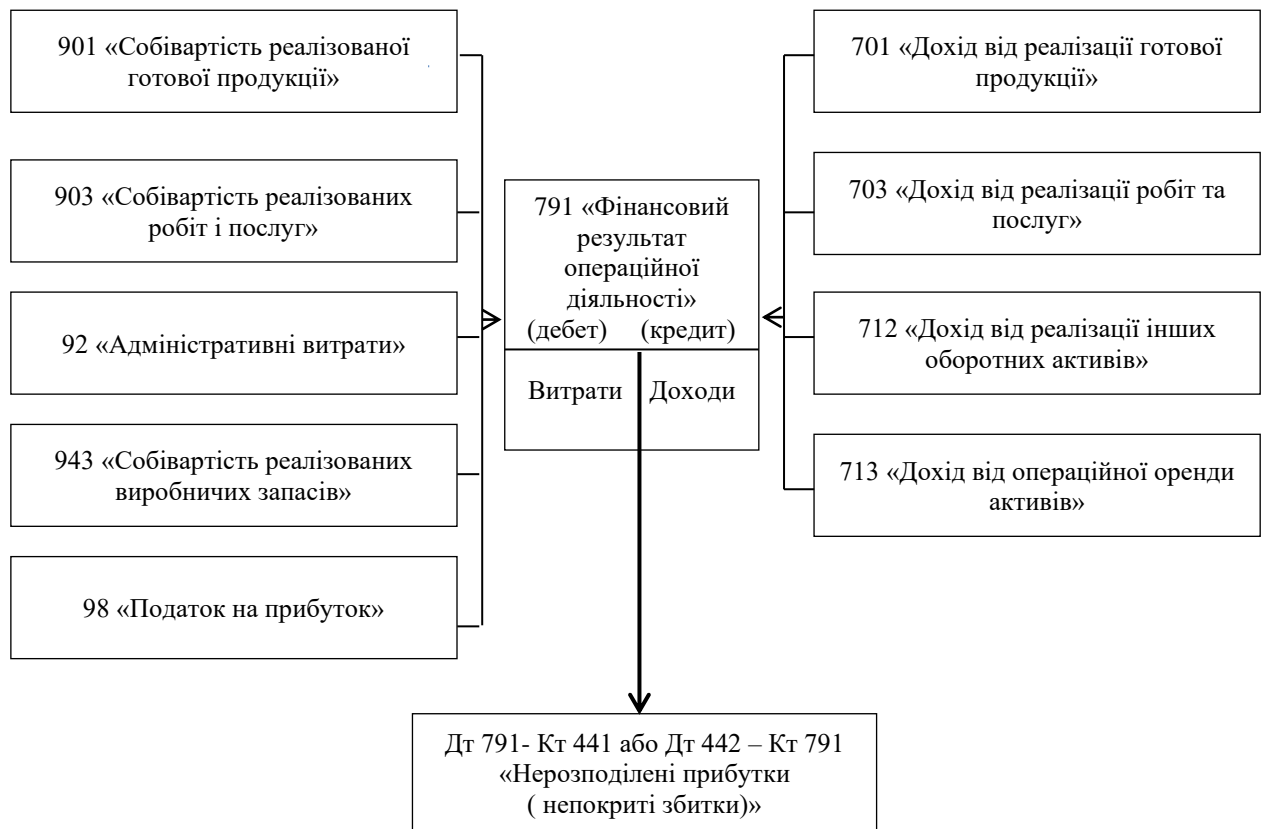 901 «Собівартість реалізованої
готової продукції»
903 «Собівартість реалізованих
робіт і послуг»
92 «Адміністративні витрати»
943 «Собівартість реалізованих
виробничих запасів»
98 «Податок на прибуток»
791 «Фінансовий
результат
операційної
діяльності»
(дебет) (кредит)
Витрати Доходи
701 «Дохід від реалізації готової
продукції»
703 «Дохід від реалізації робіт та
послуг»
712 «Дохід від реалізації інших
оборотних активів»
713 «Дохід від операційної оренди
активів»
Дт 791- Кт 441 або Дт 442 – Кт 791
«Нерозподілені прибутки
( непокриті збитки)»